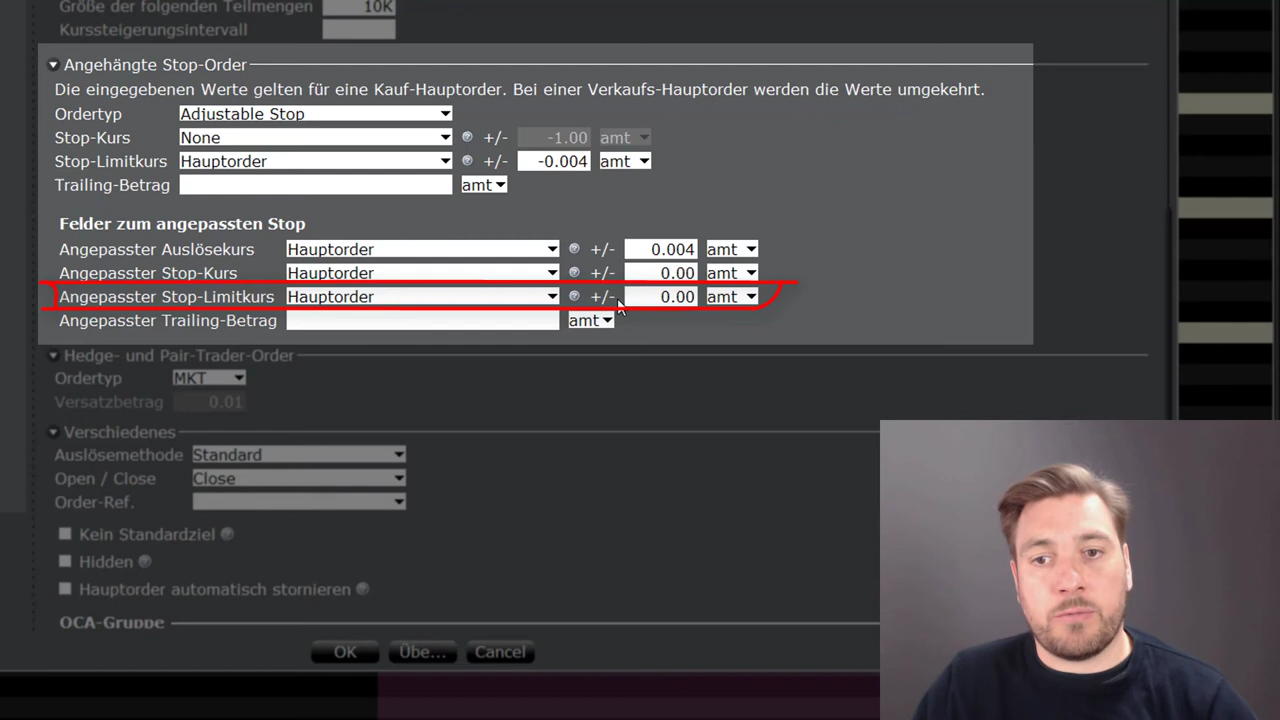 Größe der folgenden Teilmengen 10K
Kurssteigerungsintervall
Angehängte Stop-Order
Die eingegebenen Werte gelten für eine Kauf-Hauptorder. Bei einer Verkaufs-Hauptorder werden die Werte umgekehrt.
Ordertyp Adjustable Stop
Stop-Kurs None +/- -1.00 amt
Stop-Limitkurs Hauptorder +/- -0.004 amt
Trailing-Betrag amt
Felder zum angepassten Stop
Angepasster Auslösekurs Hauptorder +/- 0.004 amt
Angepasster Stop-Kurs Hauptorder +/- 0.00 amt
Angepasster Stop-Limitkurs Hauptorder +/- 0.00 amt
Angepasster Trailing-Betrag amt
Hedge- und Pair-Trader-Order
Ordertyp MKT
Versatzbetrag 0.01
Verschiedenes
Auslösemethode Standard
Open / Close Close
Order-Ref.
Kein Standardziel
Hidden
Hauptorder automatisch stornieren
OCA-Gruppe
OK Übe... Cancel